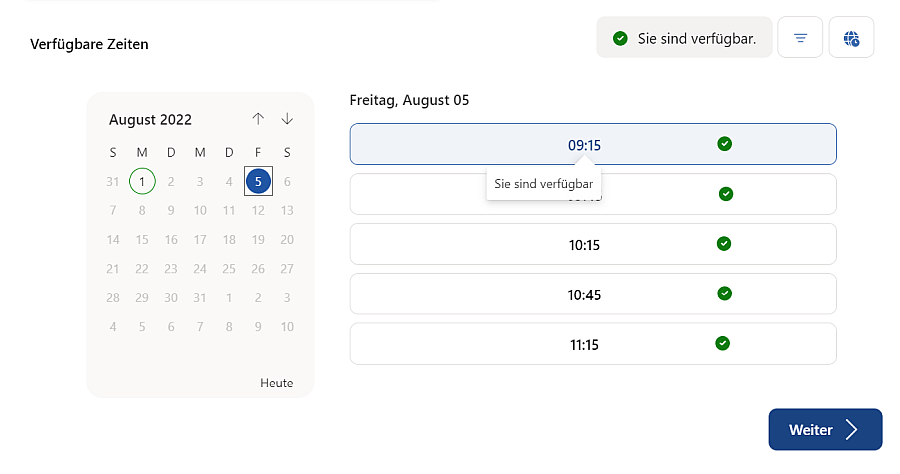 Verfügbare Zeiten
Sie sind verfügbar.
August 2022
S M D M D F S
31 1 2 3 4 5 6
7 8 9 10 11 12 13
14 15 16 17 18 19 20
21 22 23 24 25 26 27
28 29 30 31 1 2 3
4 5 6 7 8 9 10
Heute
Freitag, August 05
09:15
Sie sind verfügbar
10:15
10:45
11:15
Weiter